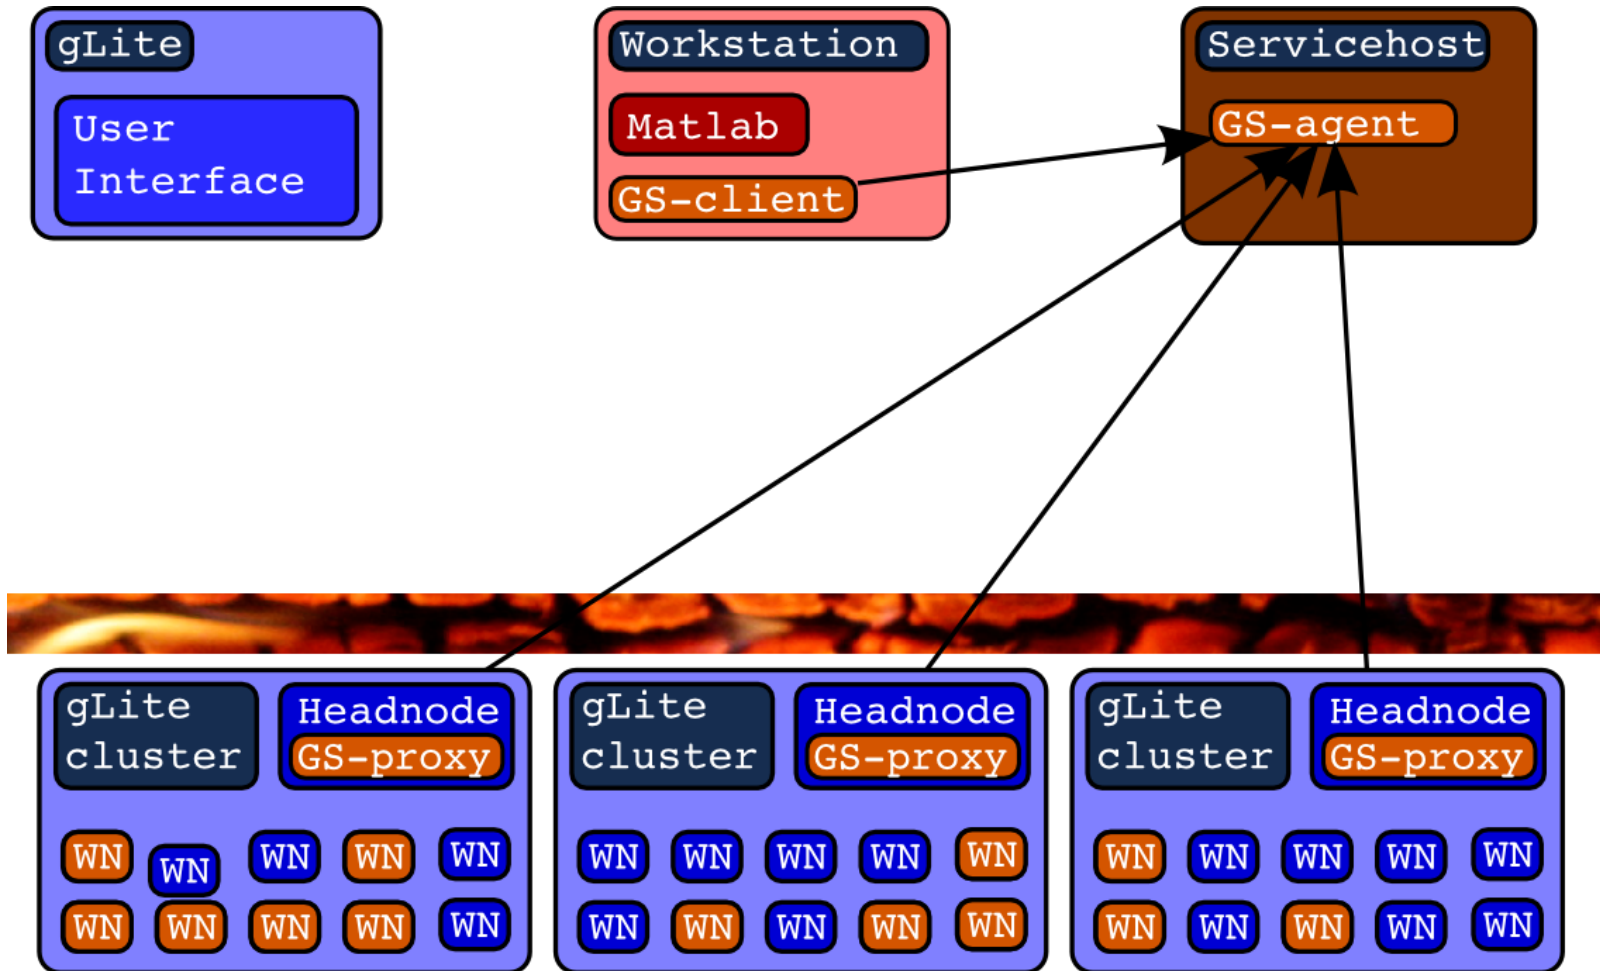 gLite
User
Interface
Workstation
Matlab
GS-client
Servicehost
GS-agent
gLite
cluster
Headnode
GS-proxy
WN WN WN WN WN
WN WN WN WN WN
gLite
cluster
Headnode
GS-proxy
WN WN WN WN WN
WN WN WN WN WN
gLite
cluster
Headnode
GS-proxy
WN WN WN WN WN
WN WN WN WN WN